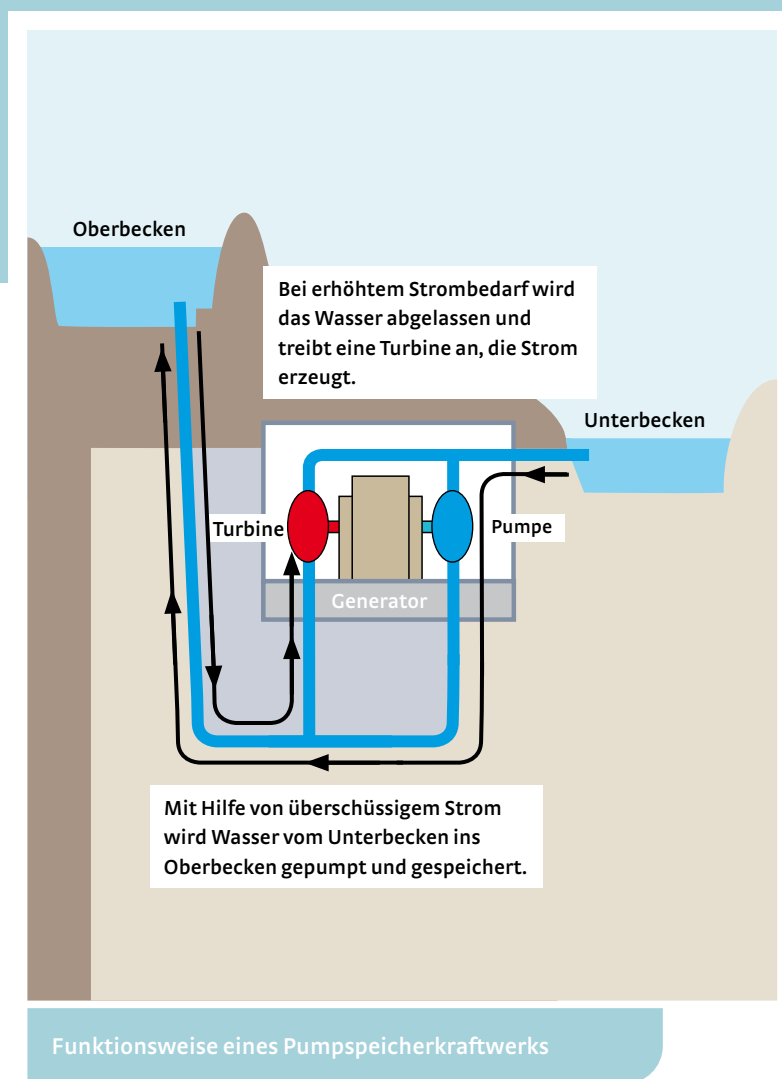 Oberbecken
Bei erhöhtem Strombedarf wird
das Wasser abgelassen und
treibt eine Turbine an, die Strom
erzeugt.
Unterbecken
Turbine
Pumpe
Generator
Mit Hilfe von überschüssigem Strom
wird Wasser vom Unterbecken ins
Oberbecken gepumpt und gespeichert.
Funktionsweise eines Pumpspeicherkraftwerks